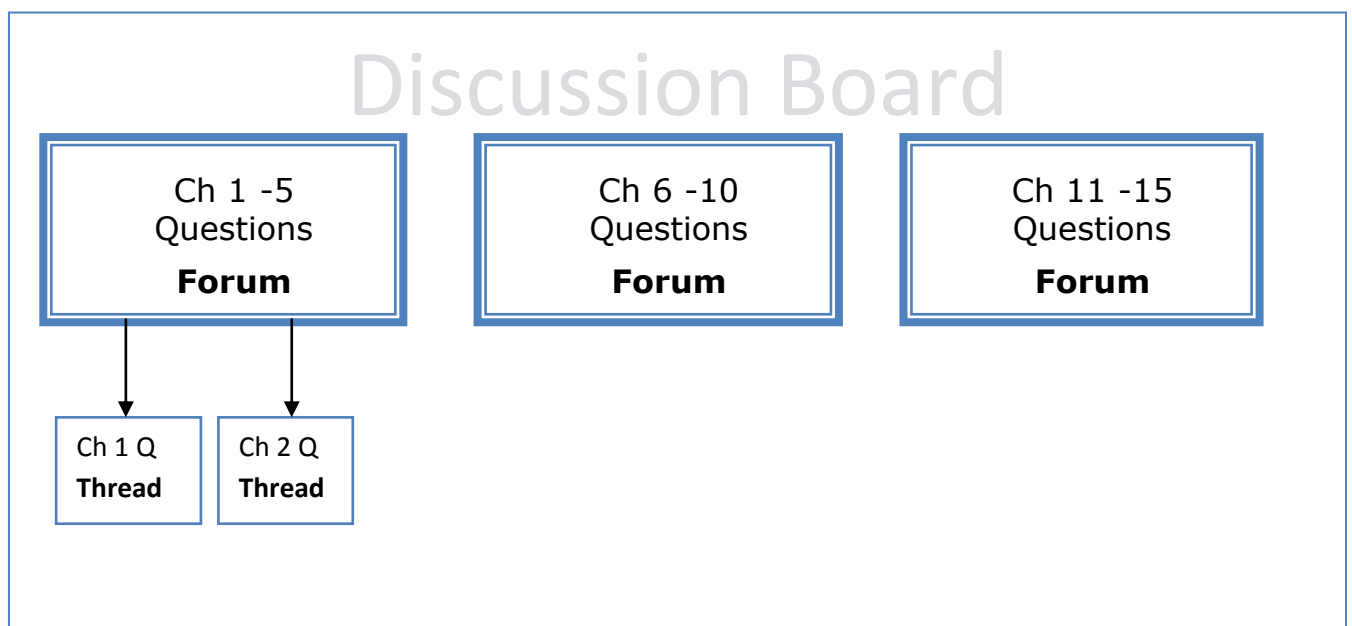 Discussion Board
Ch 1 -5
Questions
Forum
Ch 6 -10
Questions
Forum
Ch 11 -15
Questions
Forum
Ch 1 Q
Thread
Ch 2 Q
Thread